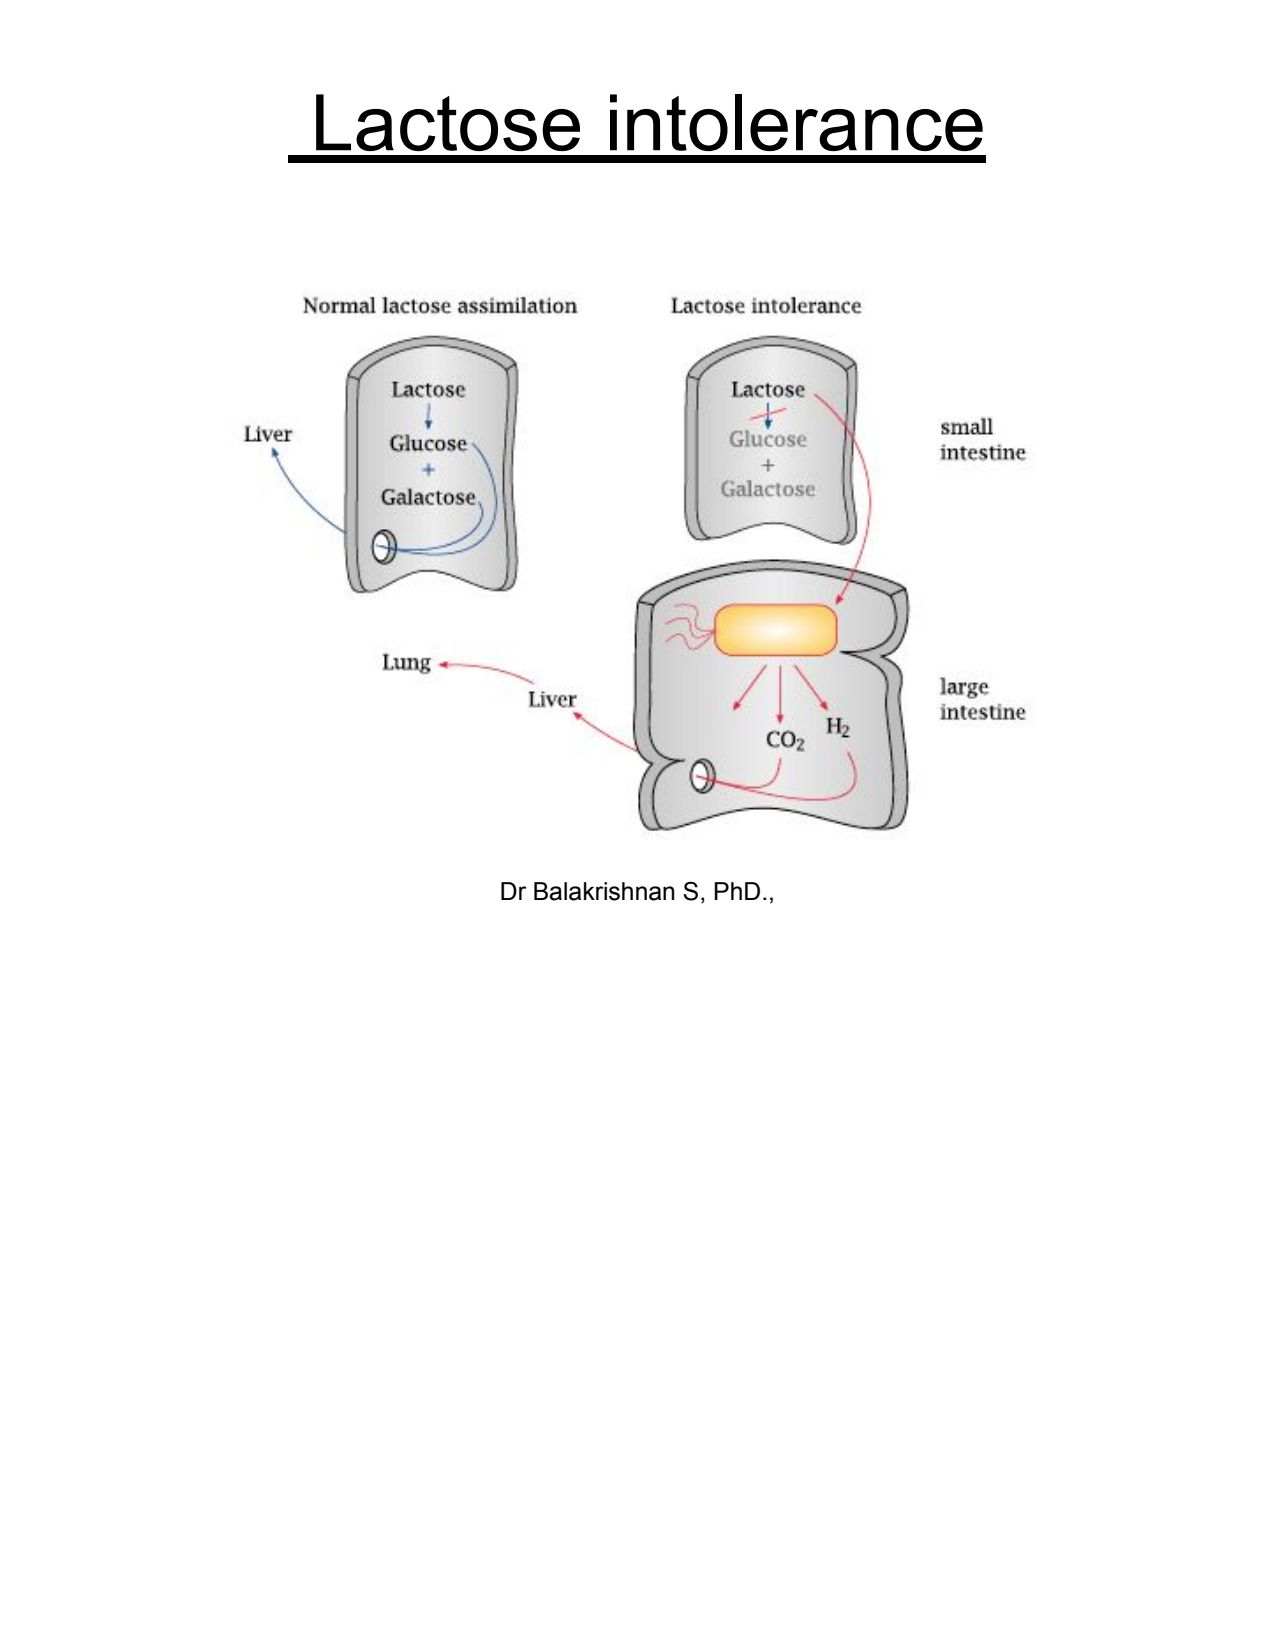 Lactose intolerance
Normal lactose assimilation
Lactose
Glucose
+
Galactose
Liver
Lactose intolerance
Lactose
Glucose
+
Galactose
small
intestine
CO₂
H₂
Liver
Lung
large
intestine
Dr Balakrishnan S, PhD.,